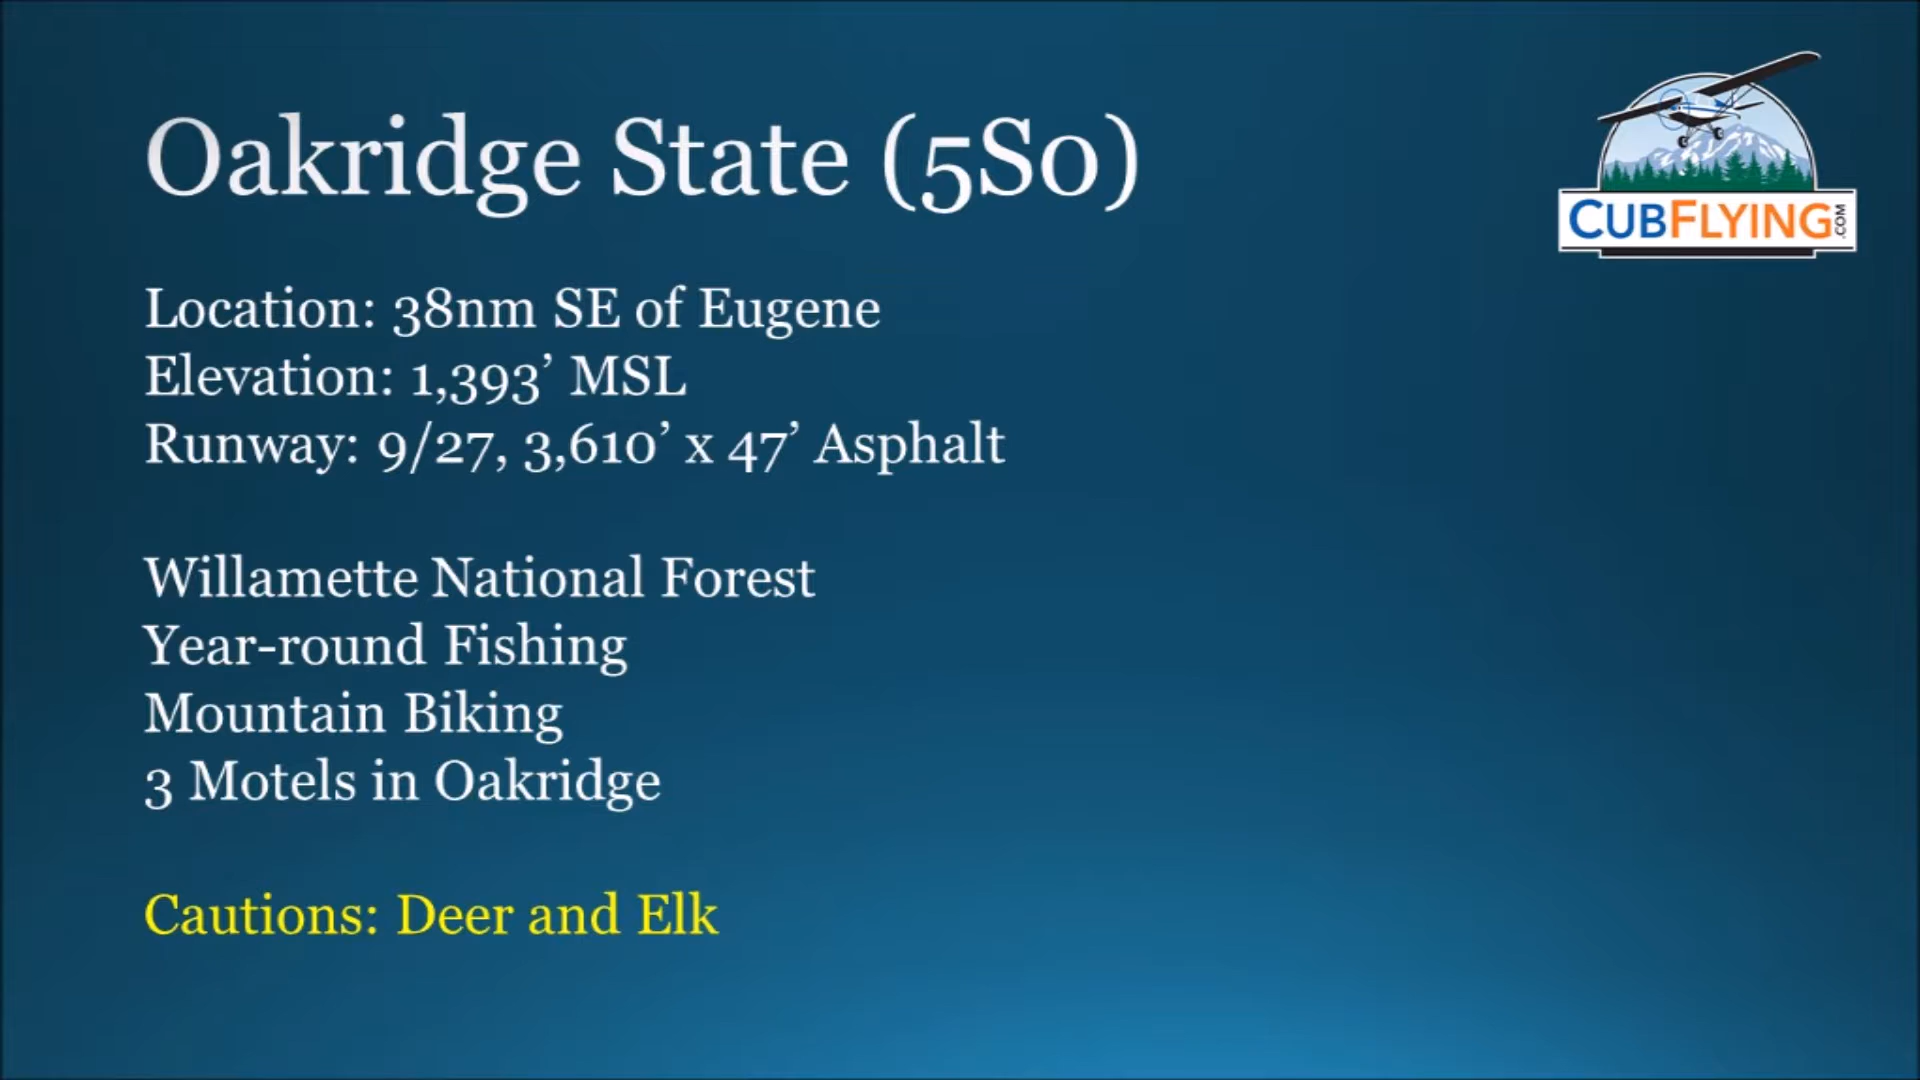 Oakridge State (5S0)
CUBFLYING.COM
Location: 38nm SE of Eugene
Elevation: 1,393’ MSL
Runway: 9/27, 3,610’ x 47’ Asphalt
Willamette National Forest
Year-round Fishing
Mountain Biking
3 Motels in Oakridge
Cautions: Deer and Elk